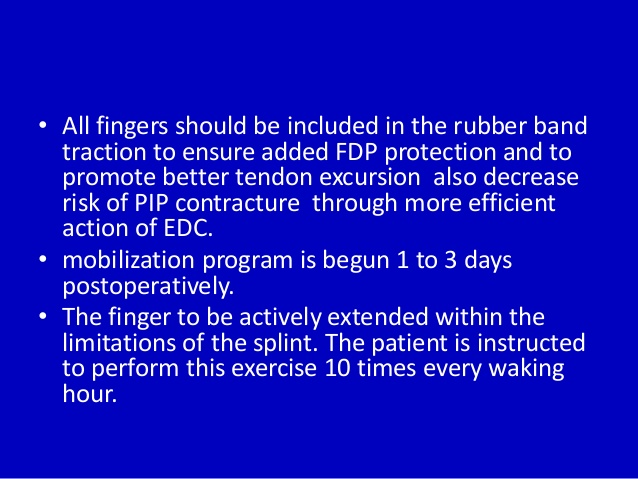 • All fingers should be included in the rubber band
traction to ensure added FDP protection and to
promote better tendon excursion  also decrease
risk of PIP contracture  through more efficient
action of EDC.
• mobilization program is begun 1 to 3 days
postoperatively.
• The finger to be actively extended within the
limitations of the splint. The patient is instructed
to perform this exercise 10 times every waking
hour.